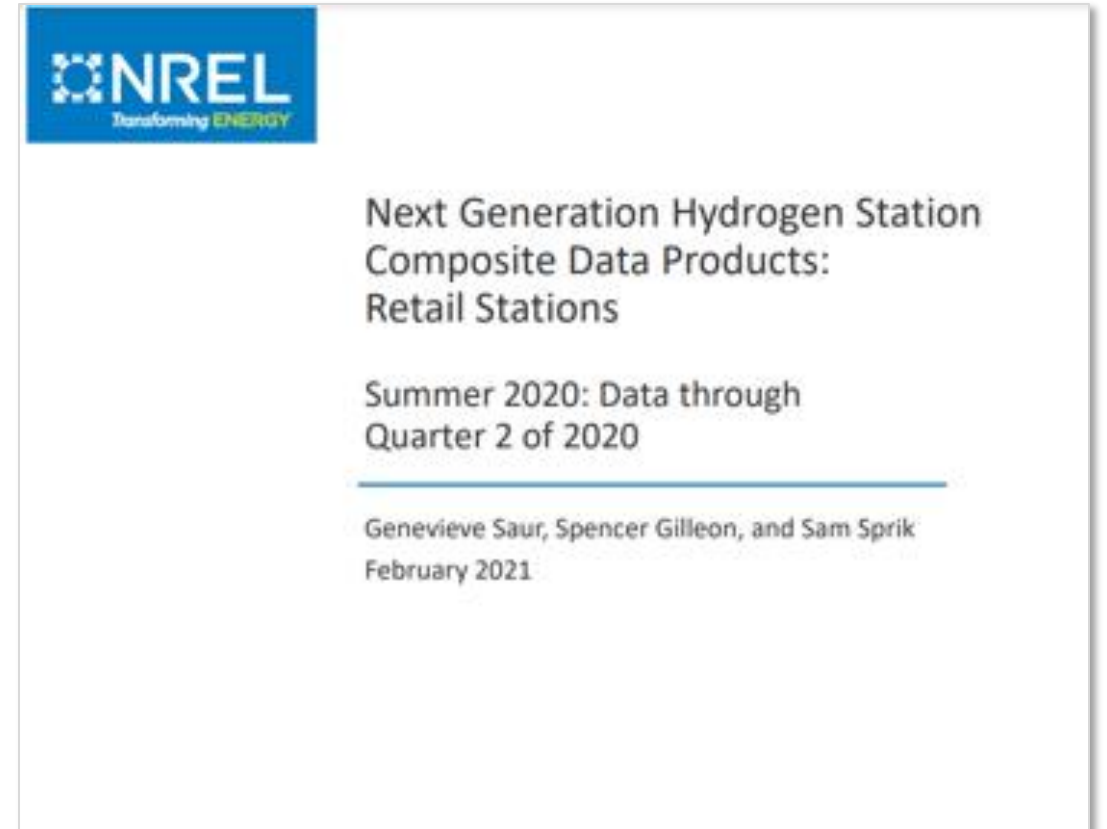 NREL
Transforming ENERGY
Next Generation Hydrogen Station
Composite Data Products:
Retail Stations
Summer 2020: Data through
Quarter 2 of 2020
Genevieve Saur, Spencer Gilleon, and Sam Sprik
February 2021